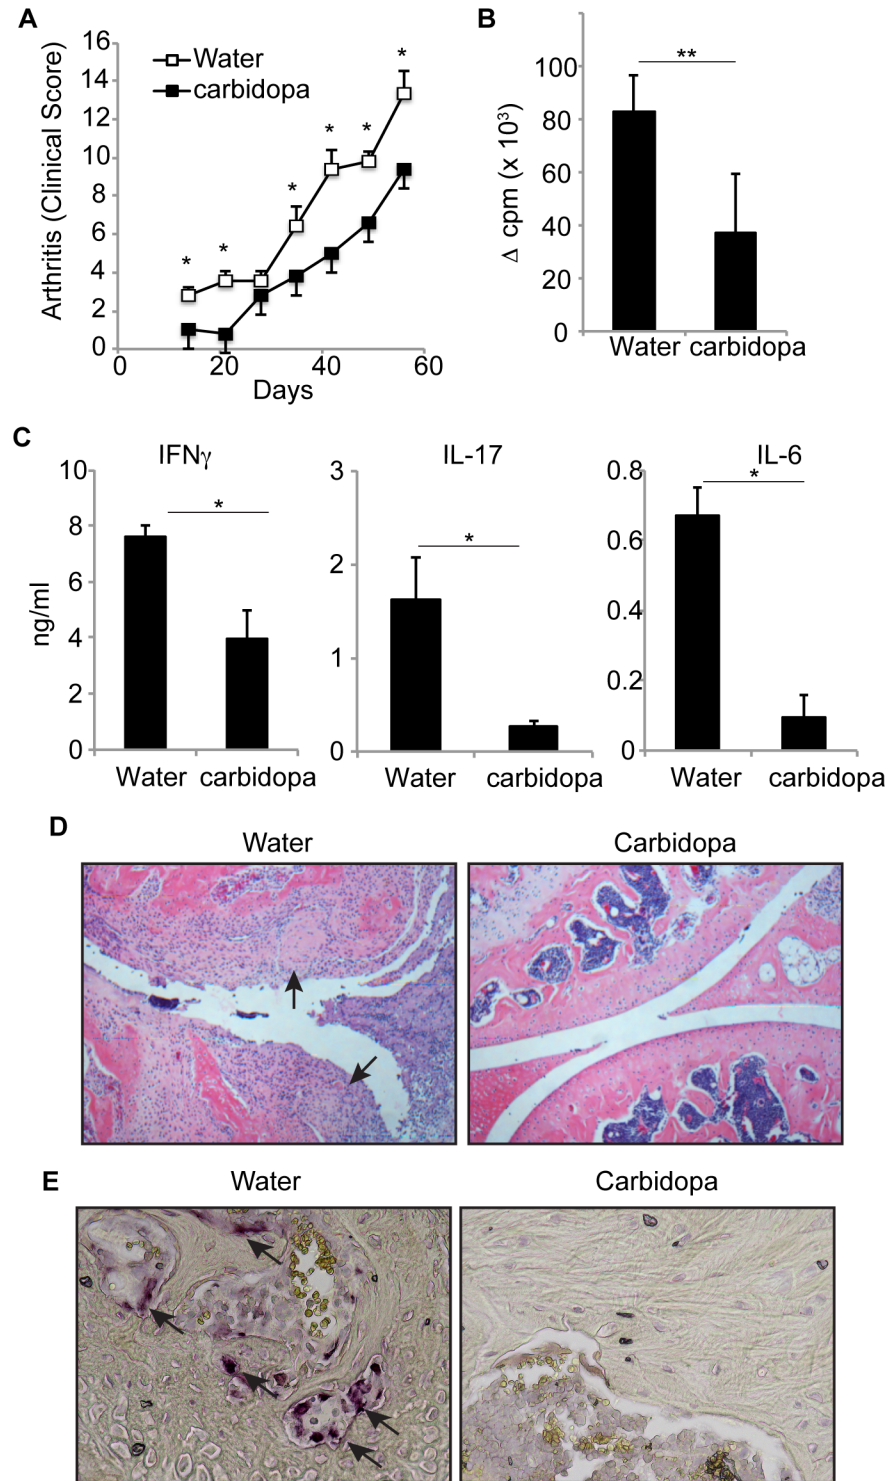 A
16
14
12
10
8
6
4
2
0
Arthritis (Clinical Score)
Water
carbidopa
*
*
*
*
*
*
0
20
40
60
Days
B
100
80
60
40
20
0
Δ cpm (x 10³)
**
Water carbidopa
C
IFNγ
10
8
6
4
2
0
ng/ml
*
Water carbidopa
IL-17
3
2
1
0
*
Water carbidopa
IL-6
0.8
0.6
0.4
0.2
0
*
Water carbidopa
D
Water
Carbidopa
E
Water
Carbidopa